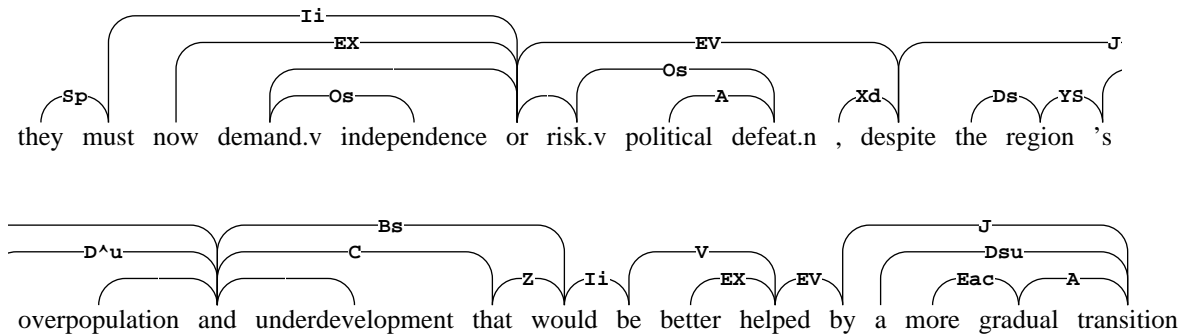 Ii
EX EV J
Os
Sp Os A Xd Ds YS
they must now demand.v independence or risk.v political defeat.n , despite the region 's
Bs J
D^u C V Dsu
Z Ii EX EV Eac A
overpopulation and underdevelopment that would be better helped by a more gradual transition